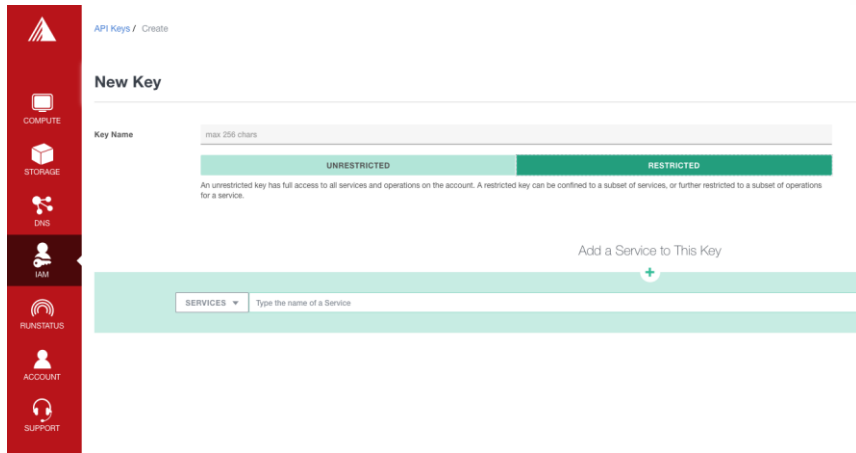 API Keys / Create
New Key
COMPUTE
STORAGE
DNS
IAM
RUNSTATUS
ACCOUNT
SUPPORT
Key Name
max 256 chars
UNRESTRICTED
RESTRICTED
An unrestricted key has full access to all services and operations on the account. A restricted key can be confined to a subset of services, or further restricted to a subset of operations
for a service.
Add a Service to This Key
+
SERVICES ▼
Type the name of a Service